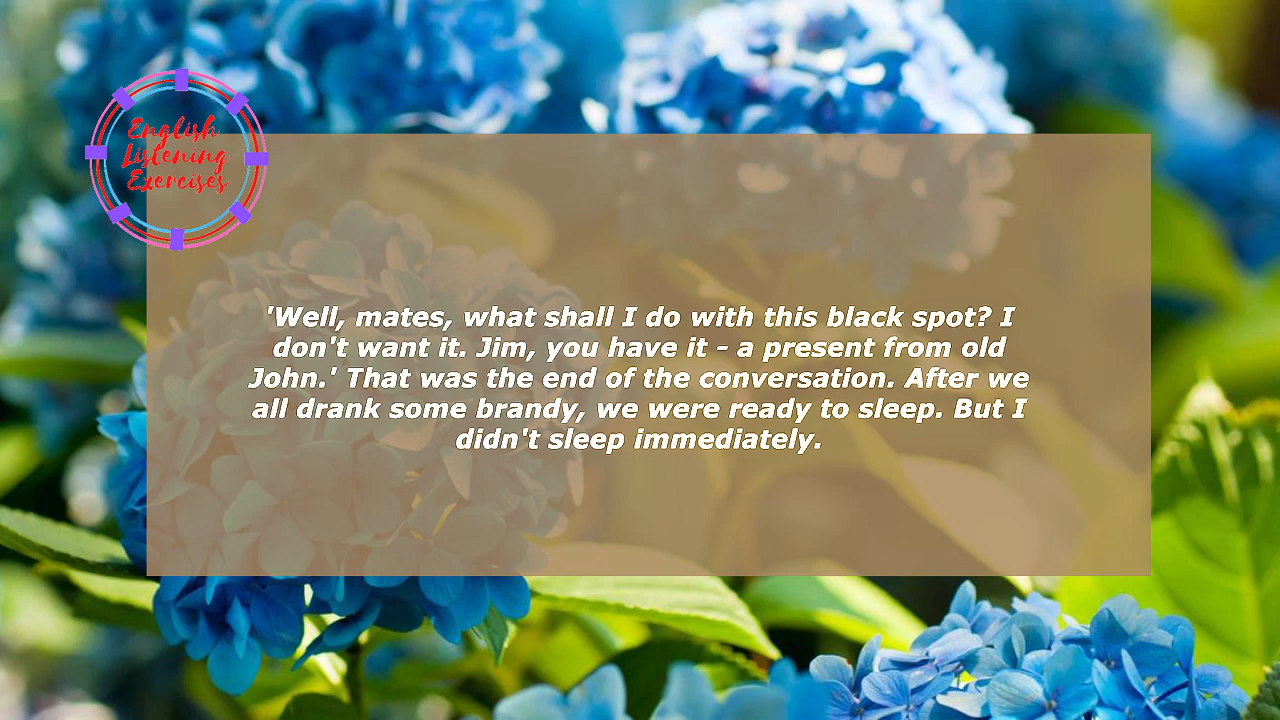 English
Listening
Exercises
'Well, mates, what shall I do with this black spot? I
don't want it. Jim, you have it - a present from old
John.' That was the end of the conversation. After we
all drank some brandy, we were ready to sleep. But I
didn't sleep immediately.